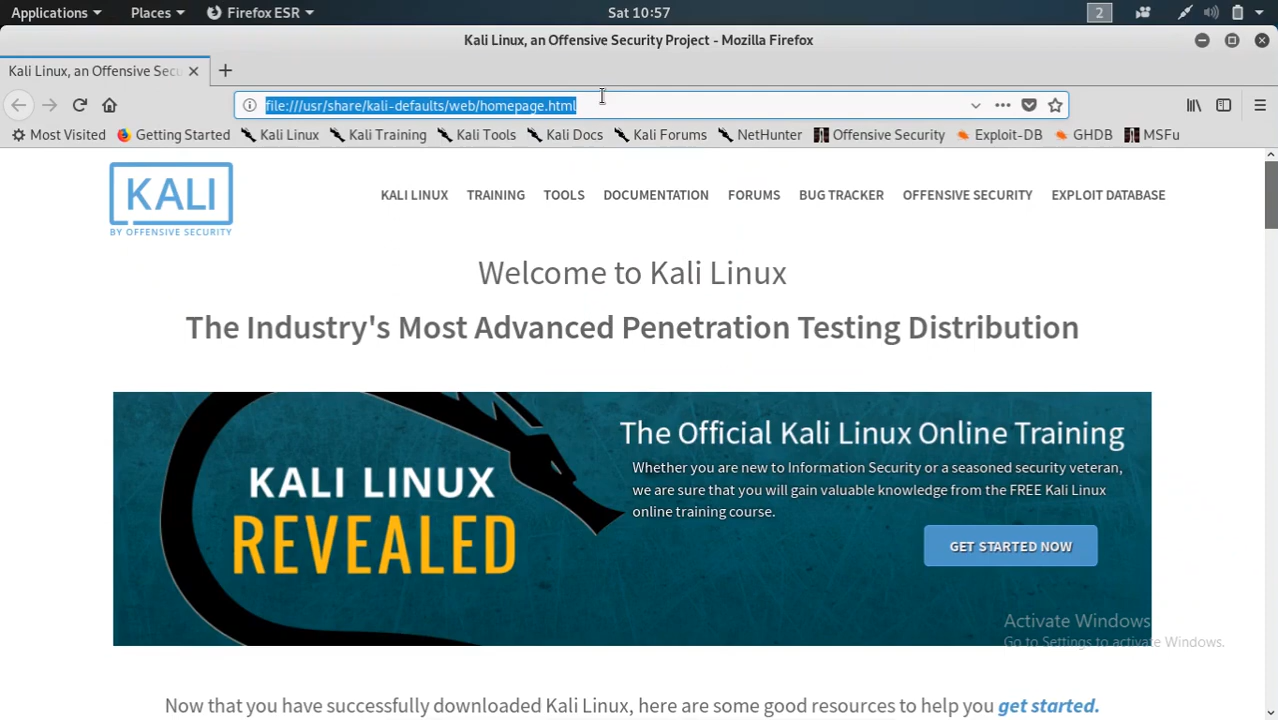 Applications Places Firefox ESR Sat 10:57 2
Kali Linux, an Offensive Security Project - Mozilla Firefox
Kali Linux, an Offensive Secu
file:///usr/share/kali-defaults/web/homepage.html
Most Visited Getting Started Kali Linux Kali Training Kali Tools Kali Docs Kali Forums NetHunter Offensive Security Exploit-DB GHDB MSFu
KALI
BY OFFENSIVE SECURITY
KALI LINUX TRAINING TOOLS DOCUMENTATION FORUMS BUG TRACKER OFFENSIVE SECURITY EXPLOIT DATABASE
Welcome to Kali Linux
The Industry's Most Advanced Penetration Testing Distribution
KALI LINUX
REVEALED
The Official Kali Linux Online Training
Whether you are new to Information Security or a seasoned security veteran,
we are sure that you will gain valuable knowledge from the FREE Kali Linux
online training course.
GET STARTED NOW
Activate Windows
Go to Settings to activate Windows.
Now that you have successfully downloaded Kali Linux, here are some good resources to help you get started.